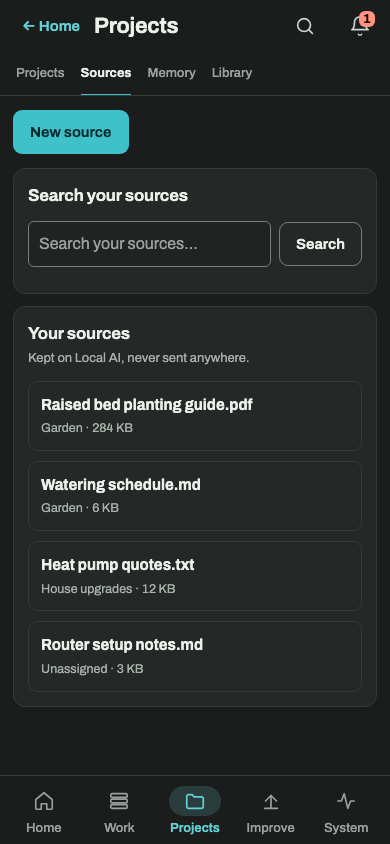 ← Home Projects 1
Projects Sources Memory Library
New source
Search your sources
Search your sources... Search
Your sources
Kept on Local AI, never sent anywhere.
Raised bed planting guide.pdf
Garden · 284 KB
Watering schedule.md
Garden · 6 KB
Heat pump quotes.txt
House upgrades · 12 KB
Router setup notes.md
Unassigned · 3 KB
Home Work Projects Improve System